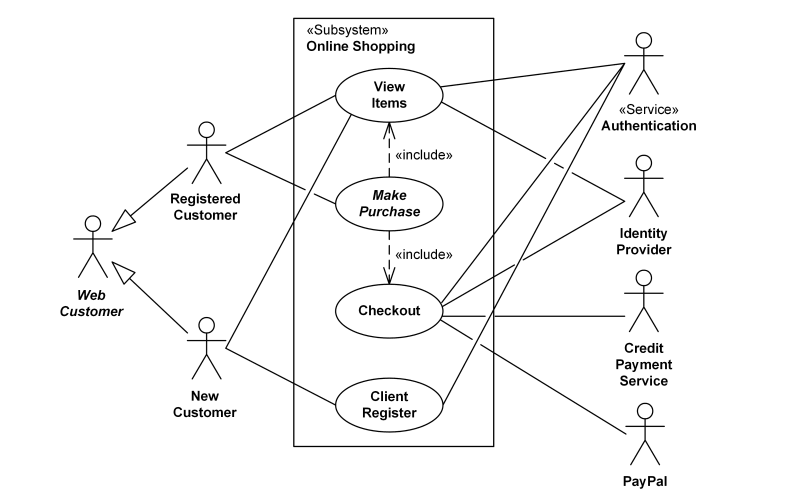 «Subsystem»
Online Shopping
View
Items
«include»
Make
Purchase
«include»
Checkout
Client
Register
Registered
Customer
Web
Customer
New
Customer
«Service»
Authentication
Identity
Provider
Credit
Payment
Service
PayPal